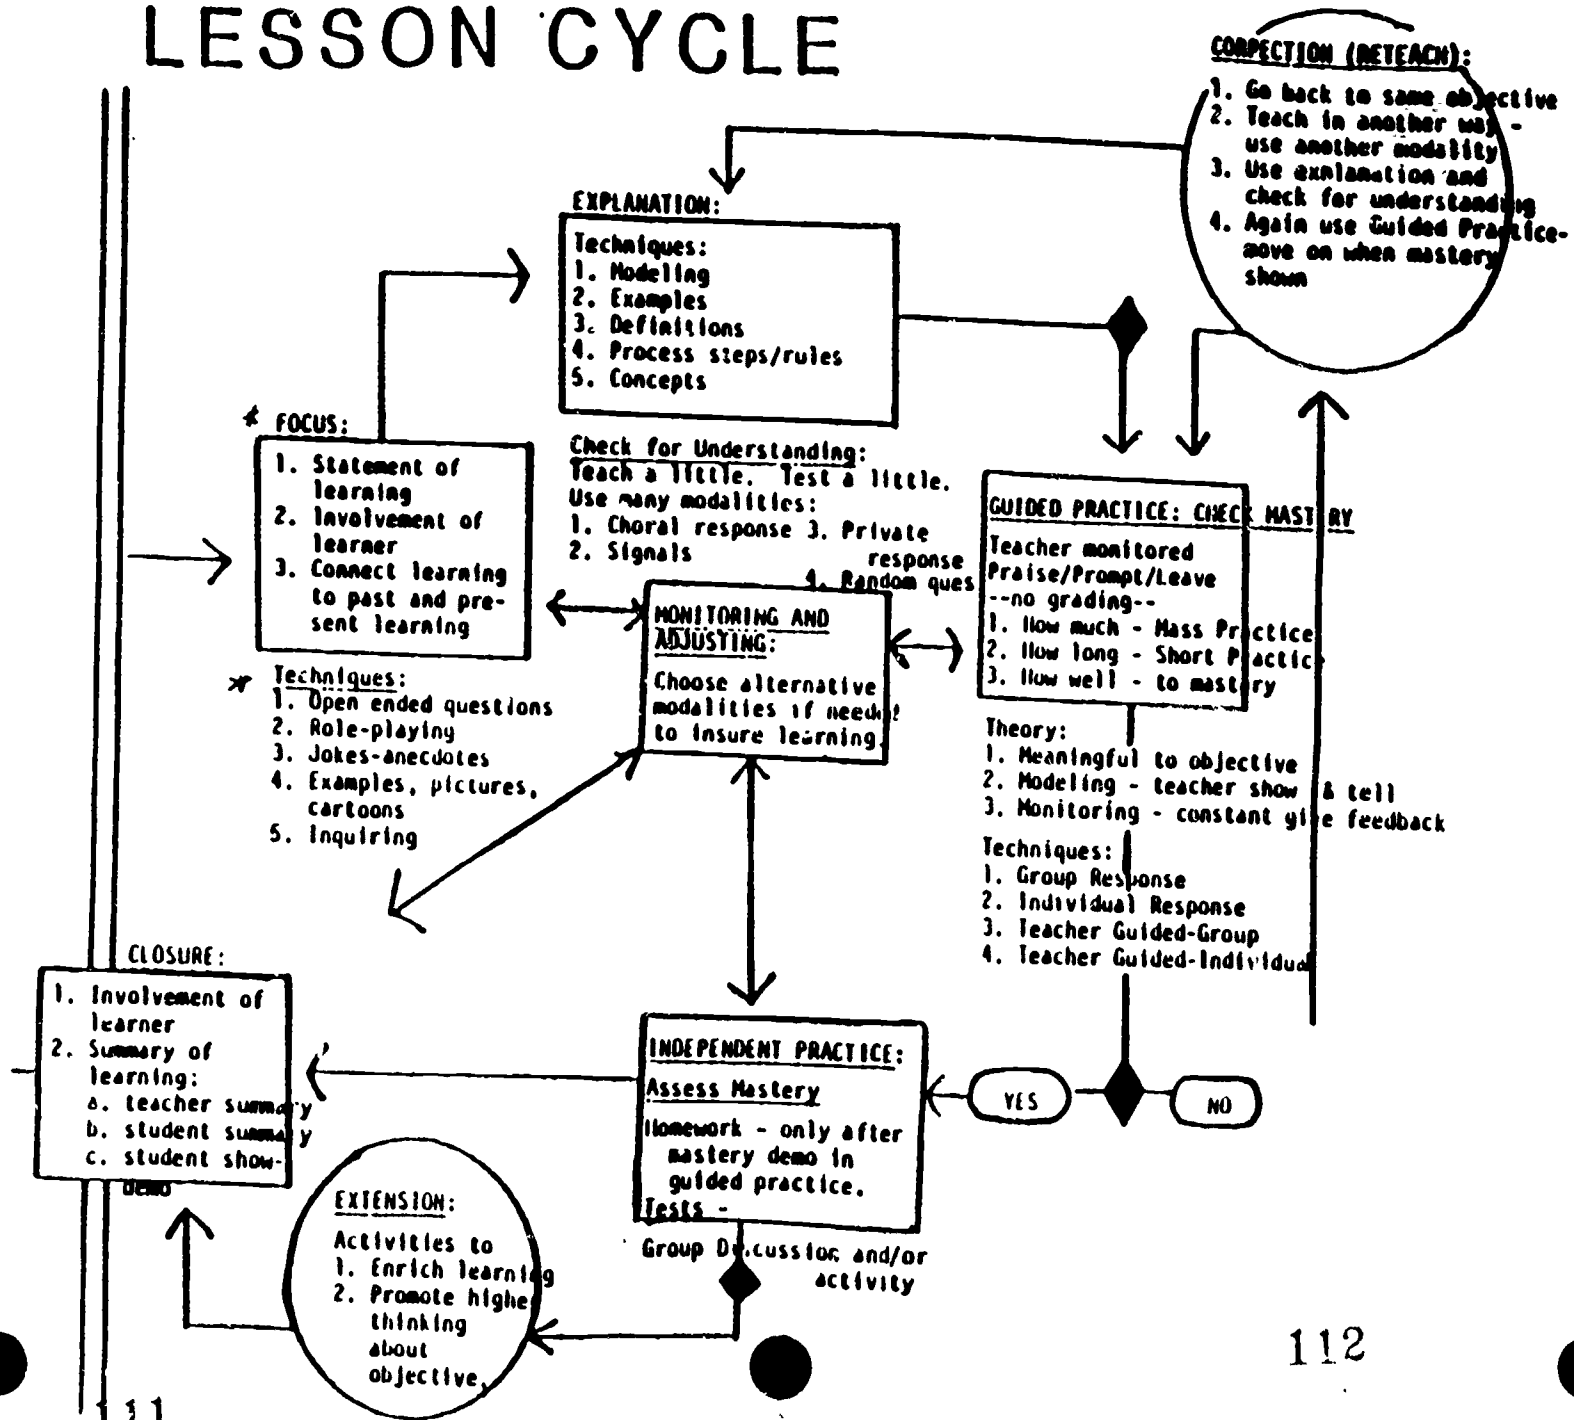 LESSON CYCLE
CORPECTION (RETEACH):
1. Go back to same objective
2. Teach in another way -
use another modality
3. Use explanation and
check for understanding
4. Again use Guided Practice-
move on when mastery
shown
EXPLANATION:
Techniques:
1. Modeling
2. Examples
3. Definitions
4. Process steps/rules
5. Concepts
Check for Understanding:
Teach a little. Test a little.
Use many modalities:
1. Choral response 3. Private
2. Signals response
4. Random ques
* FOCUS:
1. Statement of
learning
2. Involvement of
learner
3. Connect learning
to past and pre-
sent learning
* Techniques:
1. Open ended questions
2. Role-playing
3. Jokes-anecdotes
4. Examples, pictures,
cartoons
5. Inquiring
MONITORING AND
ADJUSTING:
Choose alternative
modalities if needed
to insure learning.
GUIDED PRACTICE: CHECK MASTERY
Teacher monitored
Praise/Prompt/Leave
--no grading--
1. How much - Mass Practice
2. How long - Short Practice
3. How well - to mastery
Theory:
1. Meaningful to objective
2. Modeling - teacher show & tell
3. Monitoring - constant give feedback
Techniques:
1. Group Response
2. Individual Response
3. Teacher Guided-Group
4. Teacher Guided-Individual
YES
NO
INDEPENDENT PRACTICE:
Assess Mastery
Homework - only after
mastery demo in
guided practice.
Tests -
Group Discussion and/or
activity
CLOSURE:
1. Involvement of
learner
2. Summary of
learning:
a. teacher summary
b. student summary
c. student show-
demo
EXTENSION:
Activities to
1. Enrich learning
2. Promote higher
thinking
about
objective.
112
111